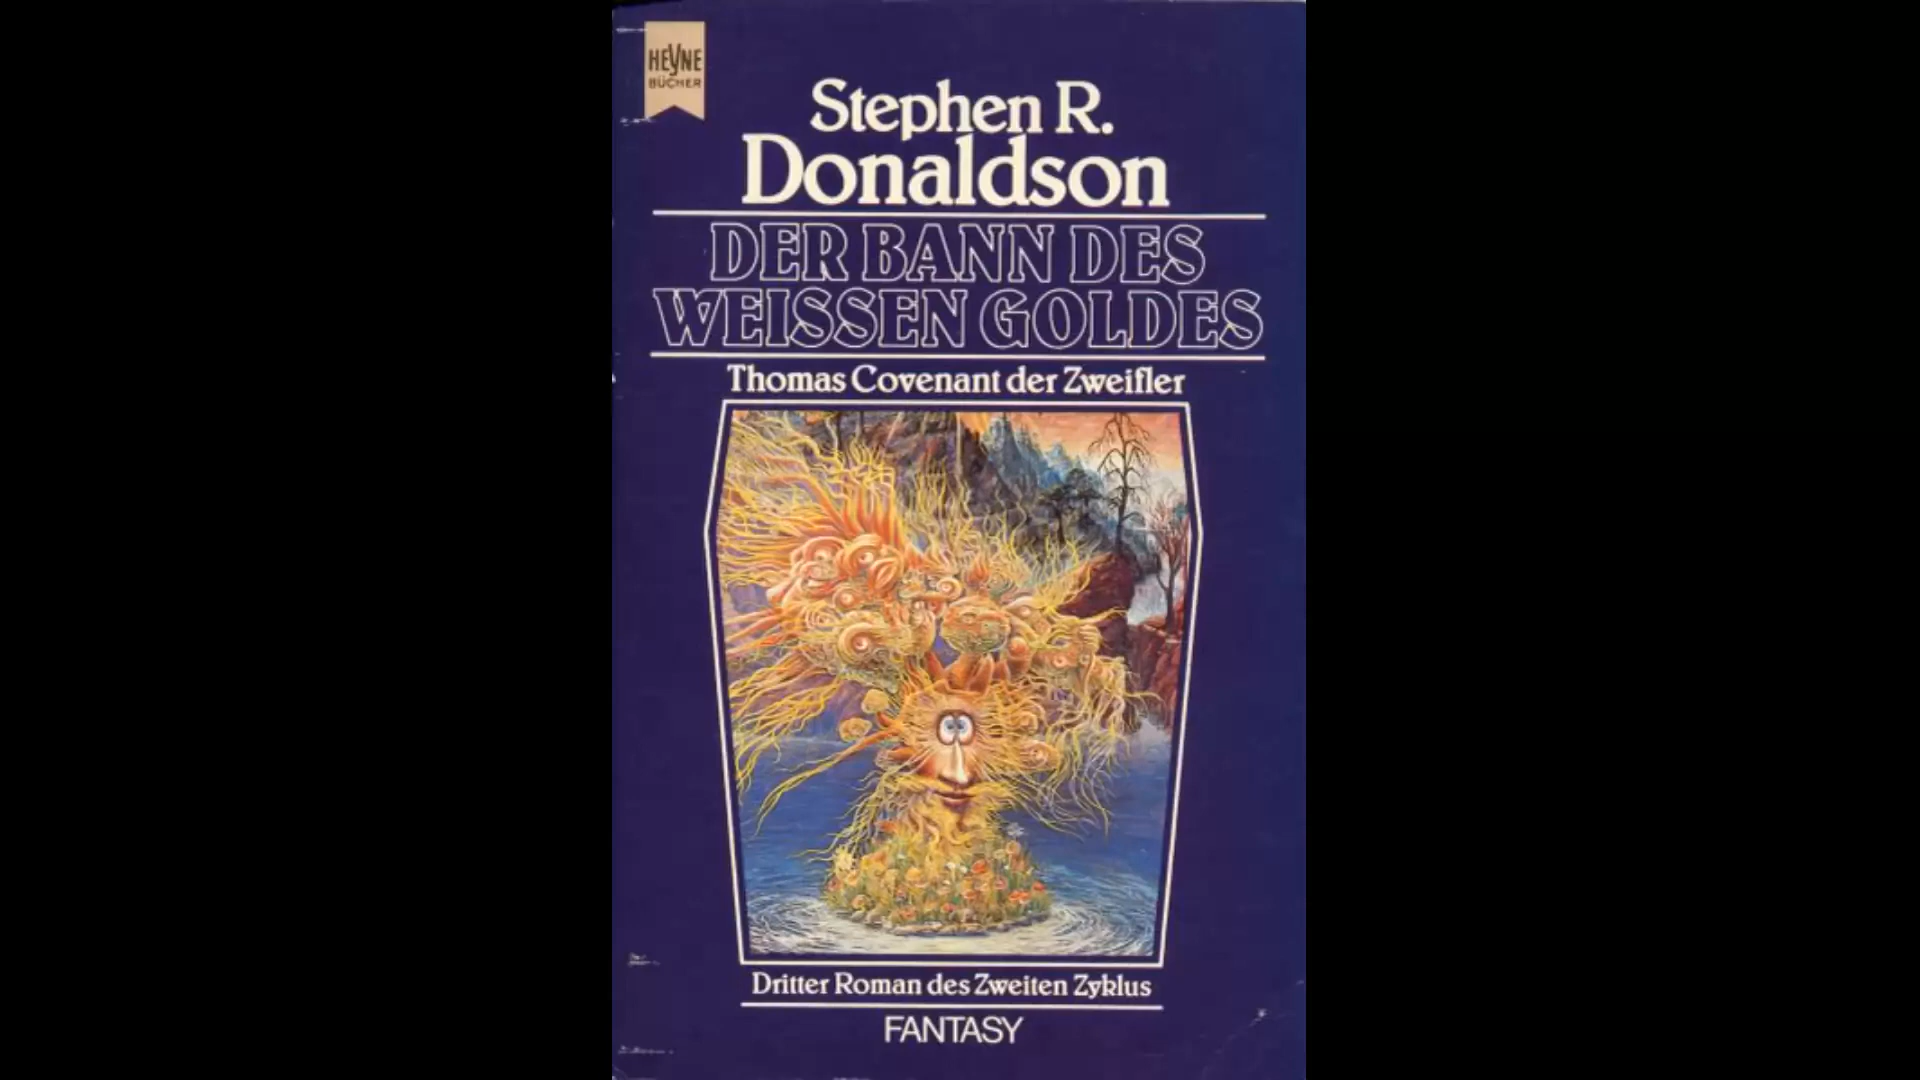 HEYNE
BÜCHER
Stephen R.
Donaldson
DER BANN DES
WEISSEN GOLDES
Thomas Covenant der Zweifler
Dritter Roman des Zweiten Zyklus
FANTASY